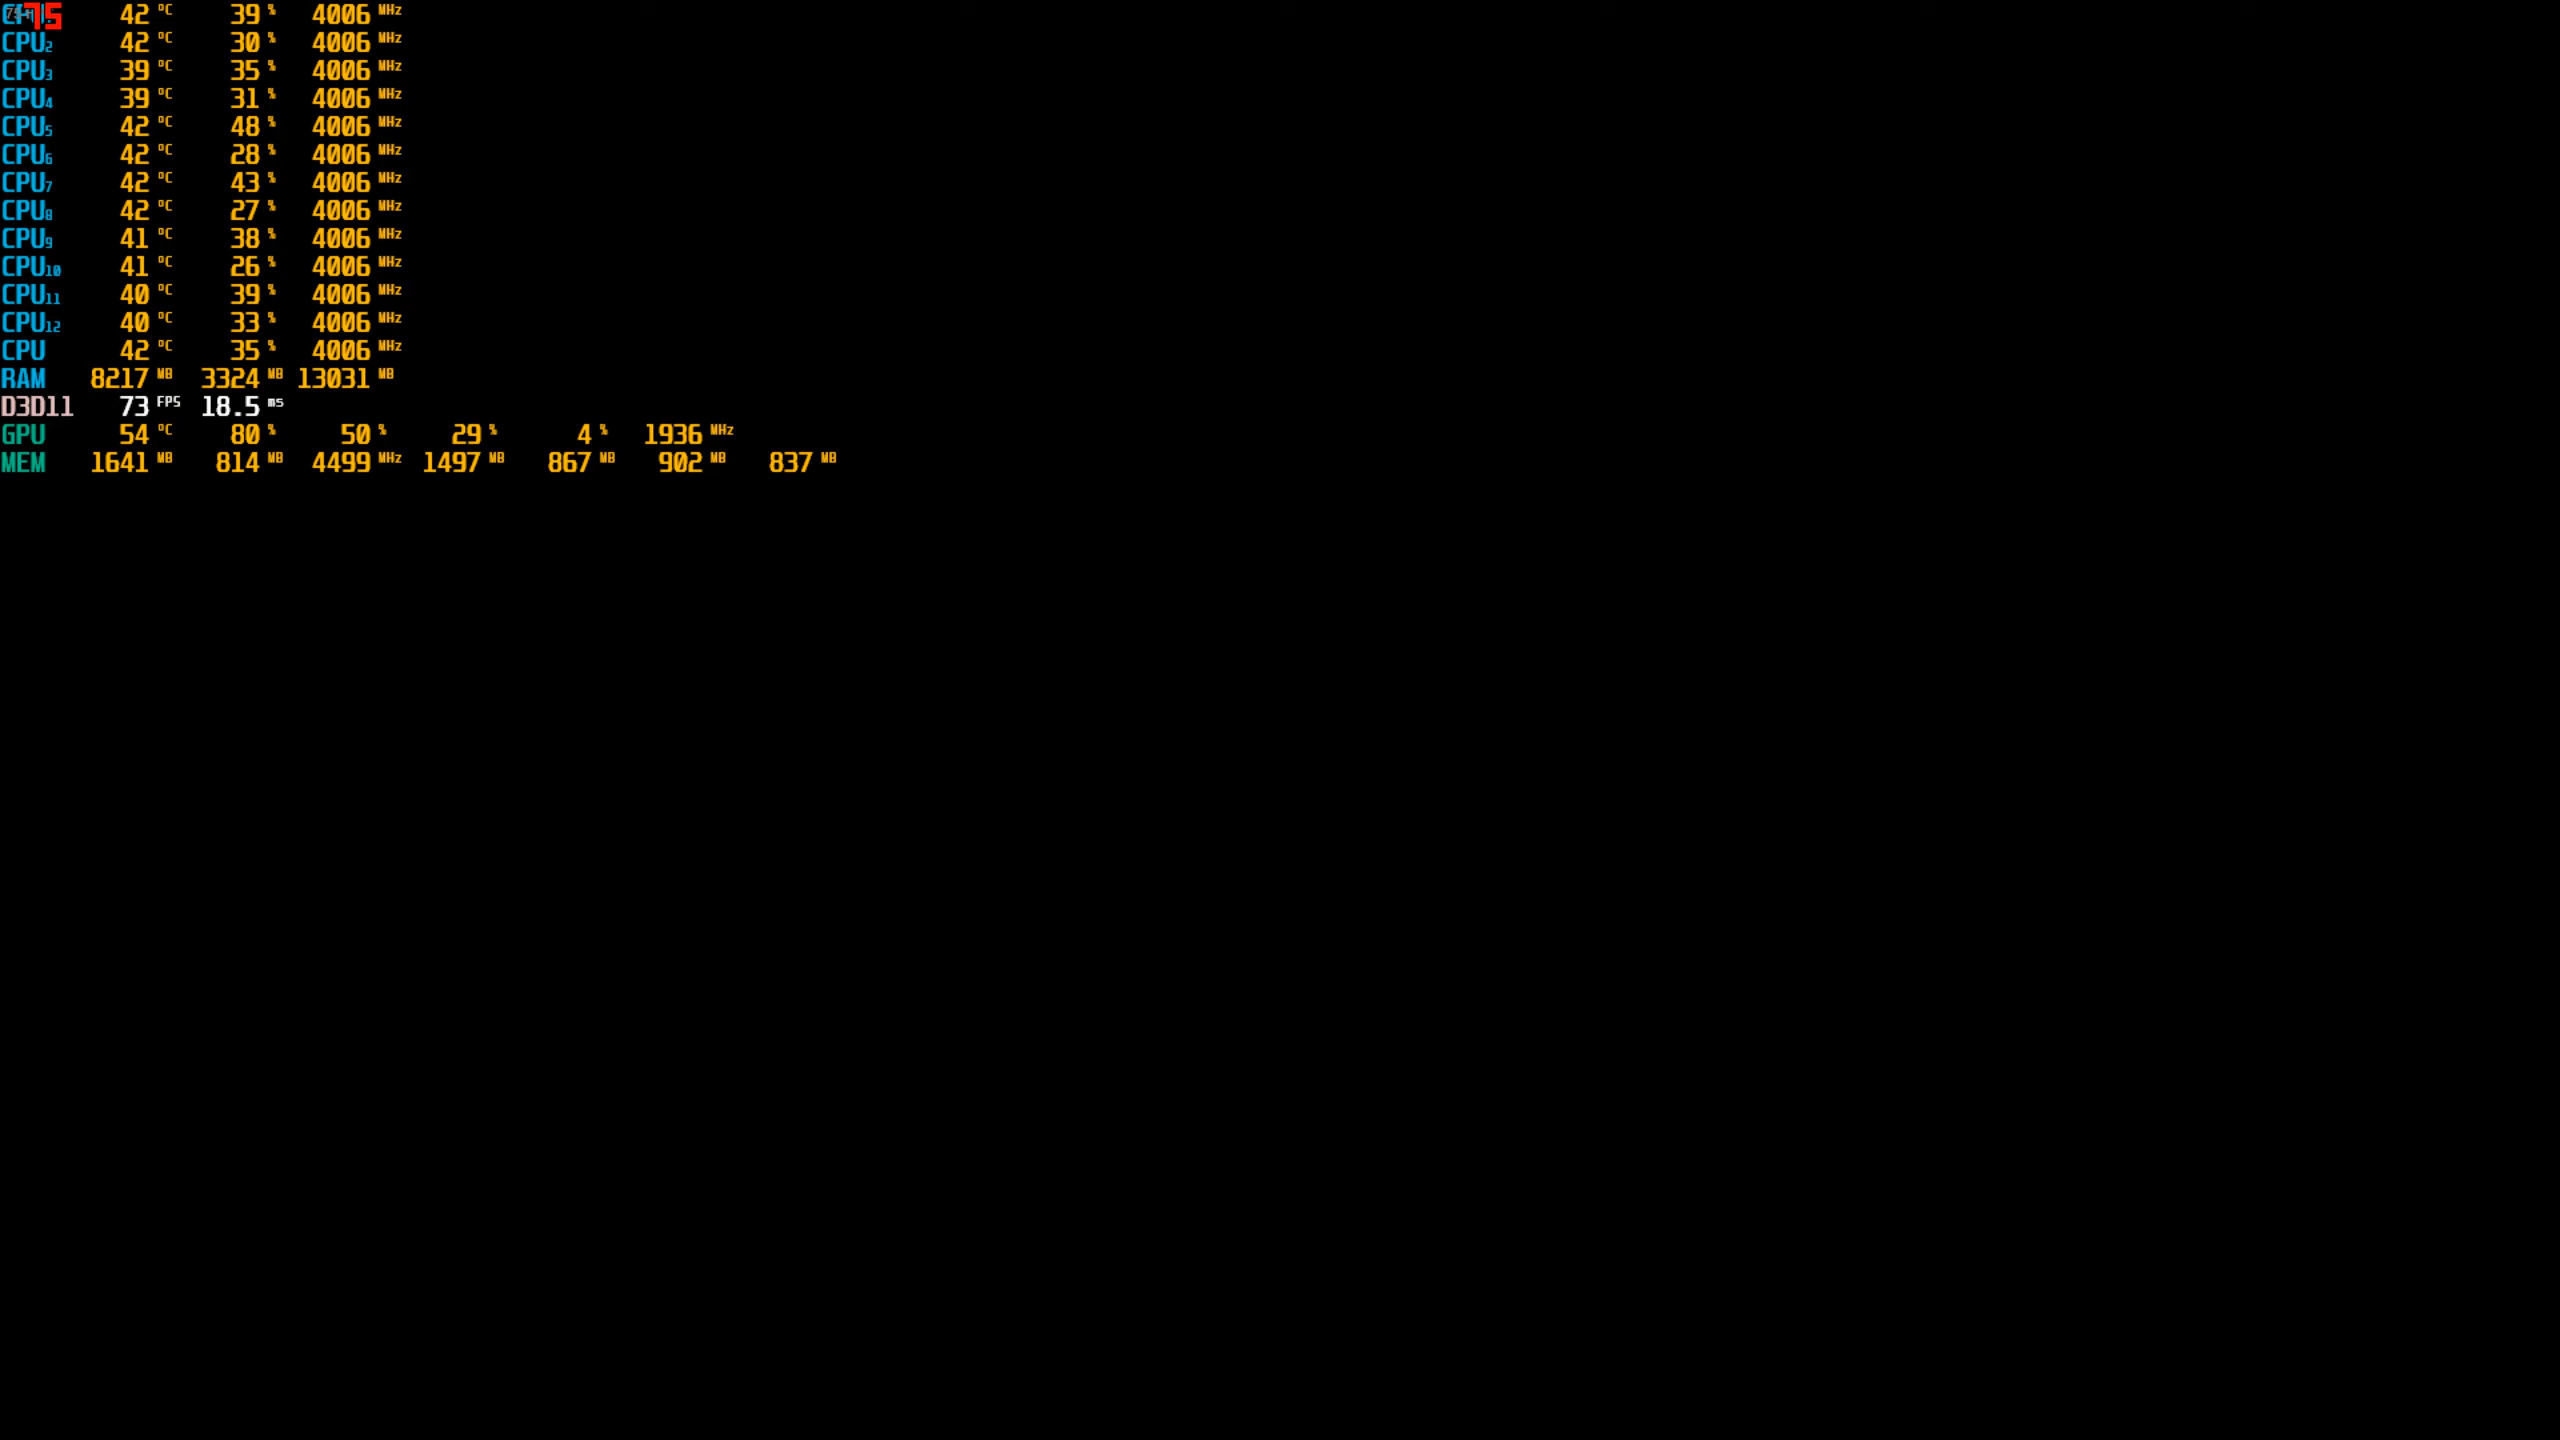 75 42 °C 39 % 4006 MHz
CPU2 42 °C 30 % 4006 MHz
CPU3 39 °C 35 % 4006 MHz
CPU4 39 °C 31 % 4006 MHz
CPU5 42 °C 48 % 4006 MHz
CPU6 42 °C 28 % 4006 MHz
CPU7 42 °C 43 % 4006 MHz
CPU8 42 °C 27 % 4006 MHz
CPU9 41 °C 38 % 4006 MHz
CPU10 41 °C 26 % 4006 MHz
CPU11 40 °C 39 % 4006 MHz
CPU12 40 °C 33 % 4006 MHz
CPU 42 °C 35 % 4006 MHz
RAM 8217 MB 3324 MB 13031 MB
D3D11 73 FPS 18.5 ms
GPU 54 °C 80 % 50 % 29 % 4 % 1936 MHz
MEM 1641 MB 814 MB 4499 MHz 1497 MB 867 MB 902 MB 837 MB